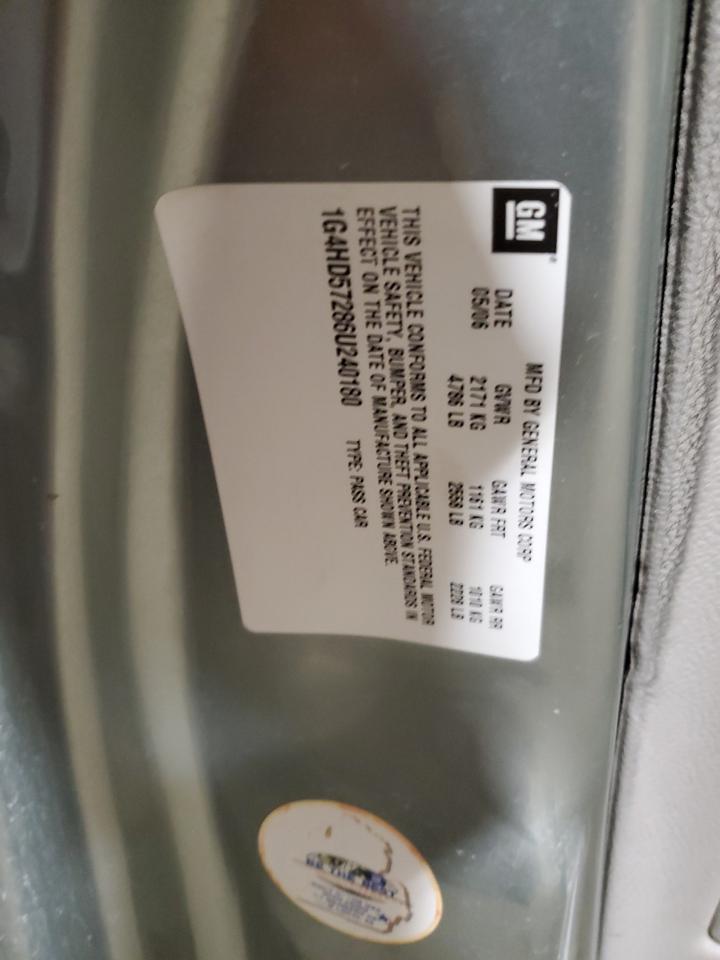 GM
MFD BY GENERAL MOTORS CORP
DATE GVWR GAWR FRT GAWR RR
05/06 2171 KG 1161 KG 1010 KG
4786 LB 2558 LB 2228 LB
THIS VEHICLE CONFORMS TO ALL APPLICABLE U.S. FEDERAL MOTOR
VEHICLE SAFETY, BUMPER, AND THEFT PREVENTION STANDARDS IN
EFFECT ON THE DATE OF MANUFACTURE SHOWN ABOVE.
1G4HD57286U240180 TYPE: PASS CAR